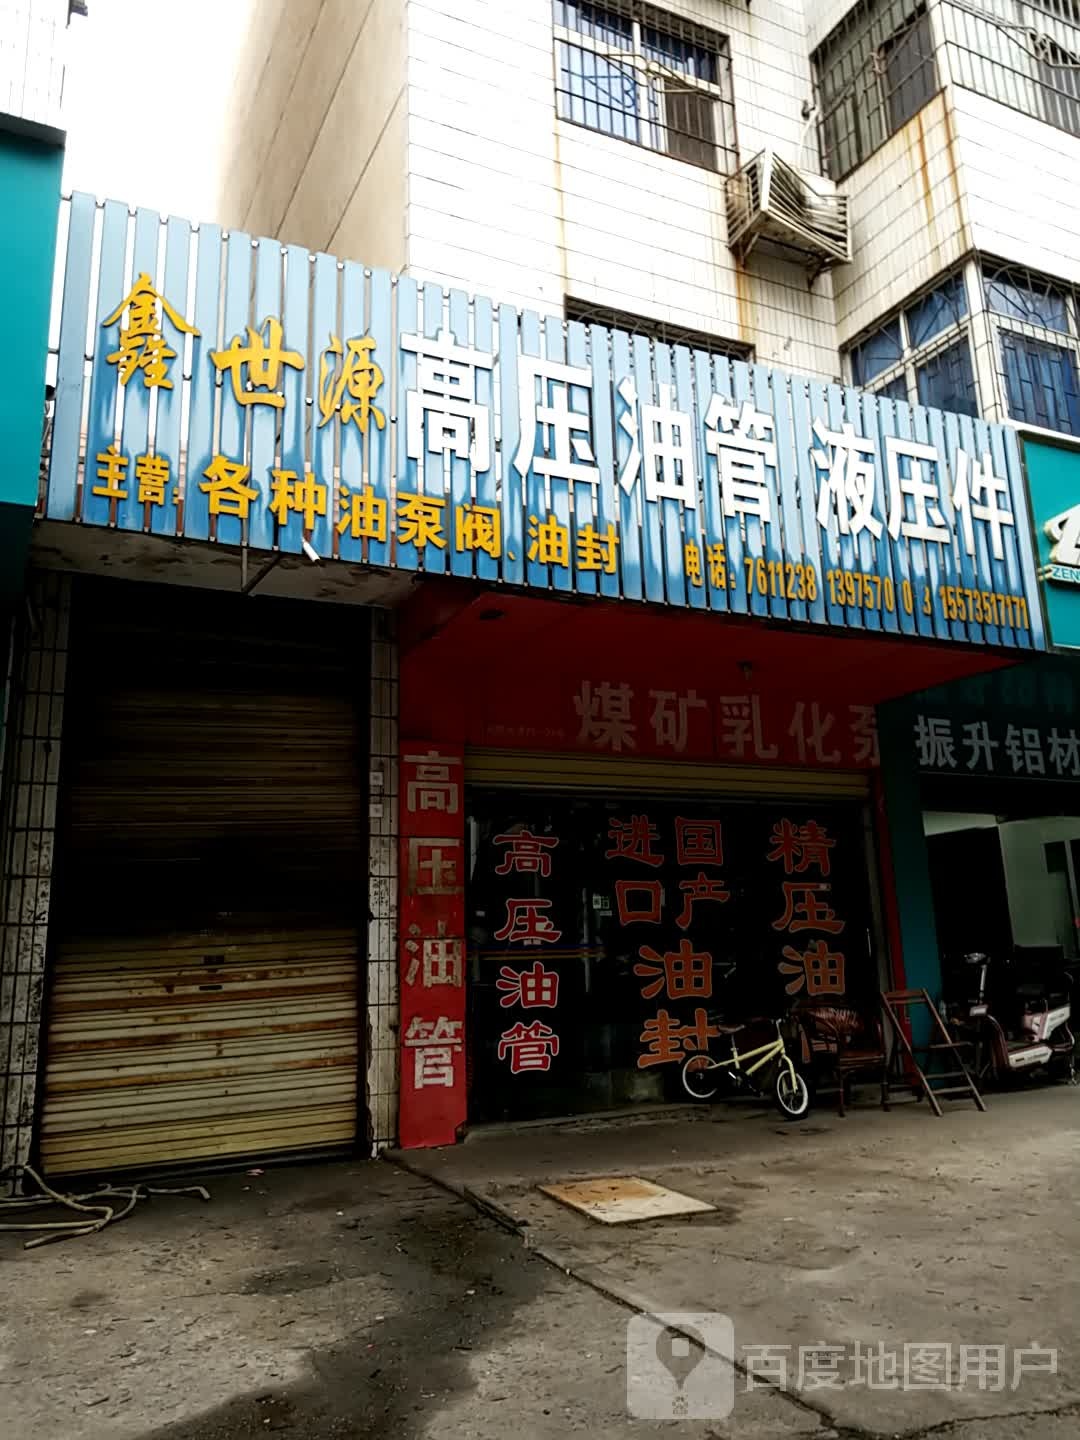 鑫世源高压油管 液压件
主营:各种油泵阀、油封
电话:7611238 1397570 0 3 15573517171
ZEN
煤矿乳化泵
振升铝材
高压油管
高压油管
进口
国产
油封
精压油
百度地图用户